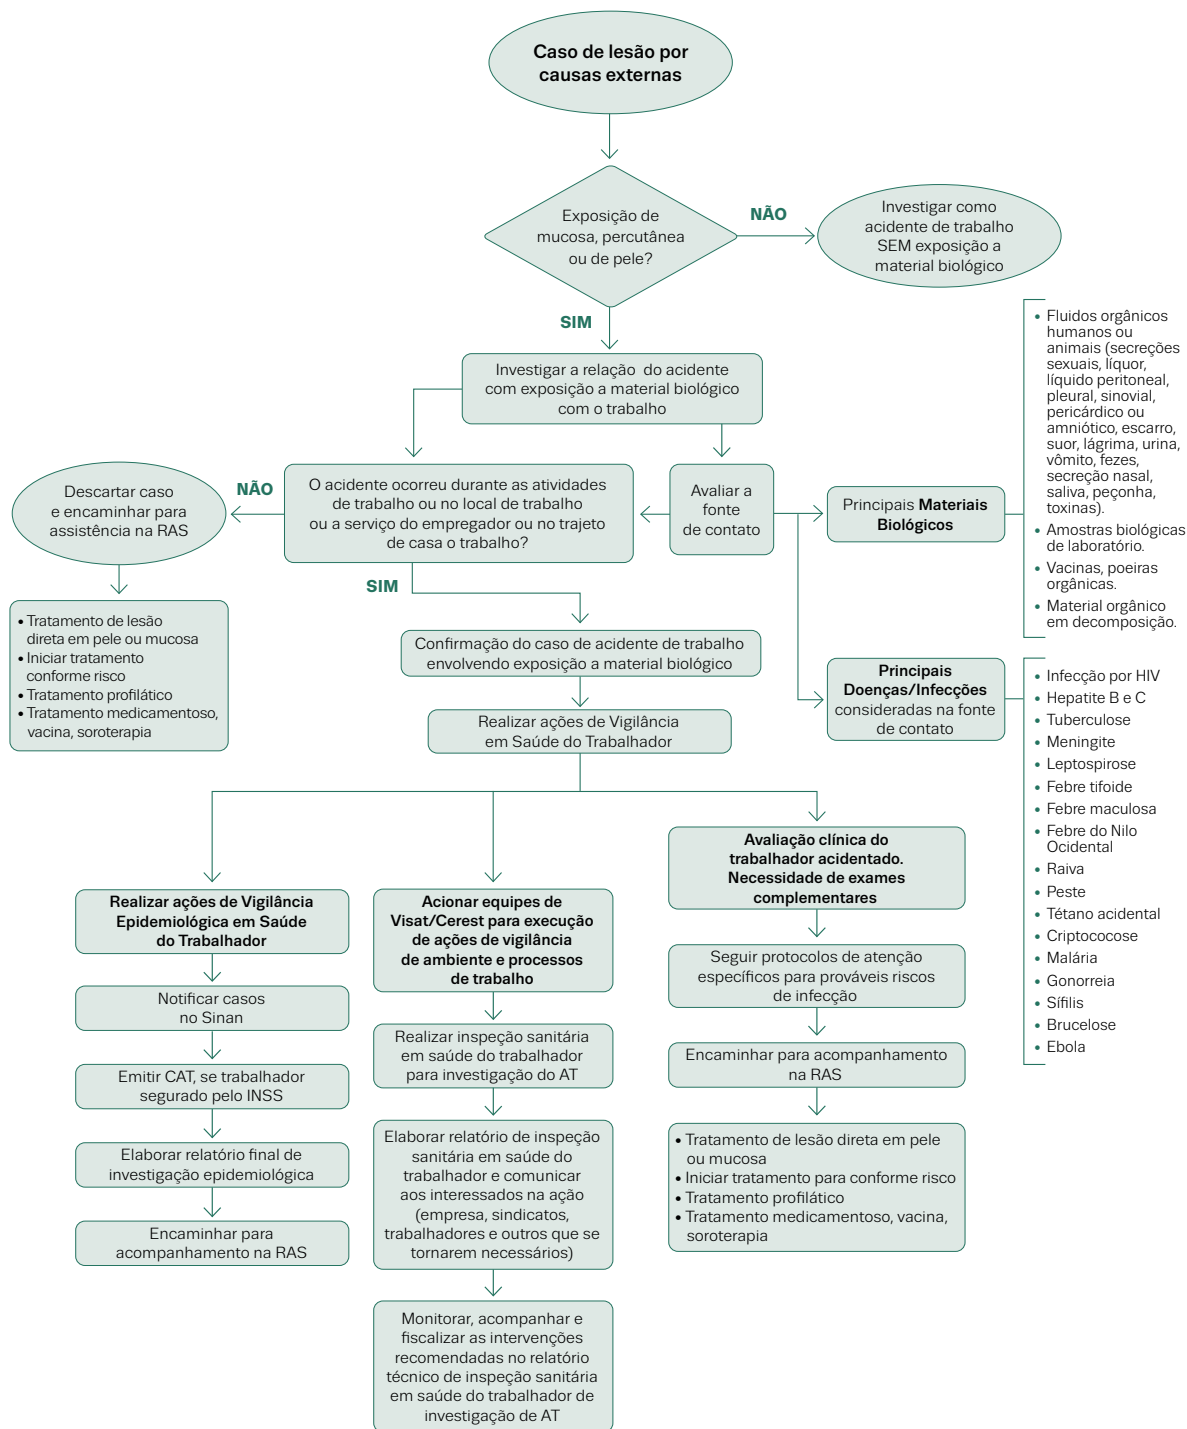 Caso de lesão por
causas externas
Exposição de
mucosa, percutânea
ou de pele?
NÃO
Investigar como
acidente de trabalho
SEM exposição a
material biológico
SIM
Investigar a relação do acidente
com exposição a material biológico
com o trabalho
O acidente ocorreu durante as atividades
de trabalho ou no local de trabalho
ou a serviço do empregador ou no trajeto
de casa o trabalho?
NÃO
Descartar caso
e encaminhar para
assistência na RAS
• Tratamento de lesão
direta em pele ou mucosa
• Iniciar tratamento
conforme risco
• Tratamento profilático
• Tratamento medicamentoso,
vacina, soroterapia
Avaliar a
fonte
de contato
Principais Materiais
Biológicos
• Fluidos orgânicos
humanos ou
animais (secreções
sexuais, líquor,
líquido peritoneal,
pleural, sinovial,
pericárdico ou
amniótico, escarro,
suor, lágrima, urina,
vômito, fezes,
secreção nasal,
saliva, peçonha,
toxinas).
• Amostras biológicas
de laboratório.
• Vacinas, poeiras
orgânicas.
• Material orgânico
em decomposição.
Principais
Doenças/Infecções
consideradas na fonte
de contato
• Infecção por HIV
• Hepatite B e C
• Tuberculose
• Meningite
• Leptospirose
• Febre tifoide
• Febre maculosa
• Febre do Nilo
Ocidental
• Raiva
• Peste
• Tétano acidental
• Criptococose
• Malária
• Gonorreia
• Sífilis
• Brucelose
• Ebola
SIM
Confirmação do caso de acidente de trabalho
envolvendo exposição a material biológico
Realizar ações de Vigilância
em Saúde do Trabalhador
Realizar ações de Vigilância
Epidemiológica em Saúde
do Trabalhador
Notificar casos
no Sinan
Emitir CAT, se trabalhador
segurado pelo INSS
Elaborar relatório final de
investigação epidemiológica
Encaminhar para
acompanhamento na RAS
Acionar equipes de
Visat/Cerest para execução
de ações de vigilância
de ambiente e processos
de trabalho
Realizar inspeção sanitária
em saúde do trabalhador
para investigação do AT
Elaborar relatório de inspeção
sanitária em saúde do
trabalhador e comunicar
aos interessados na ação
(empresa, sindicatos,
trabalhadores e outros que se
tornarem necessários)
Monitorar, acompanhar e
fiscalizar as intervenções
recomendadas no relatório
técnico de inspeção sanitária
em saúde do trabalhador de
investigação de AT
Avaliação clínica do
trabalhador acidentado.
Necessidade de exames
complementares
Seguir protocolos de atenção
específicos para prováveis riscos
de infecção
Encaminhar para acompanhamento
na RAS
• Tratamento de lesão direta em pele
ou mucosa
• Iniciar tratamento para conforme risco
• Tratamento profilático
• Tratamento medicamentoso, vacina,
soroterapia